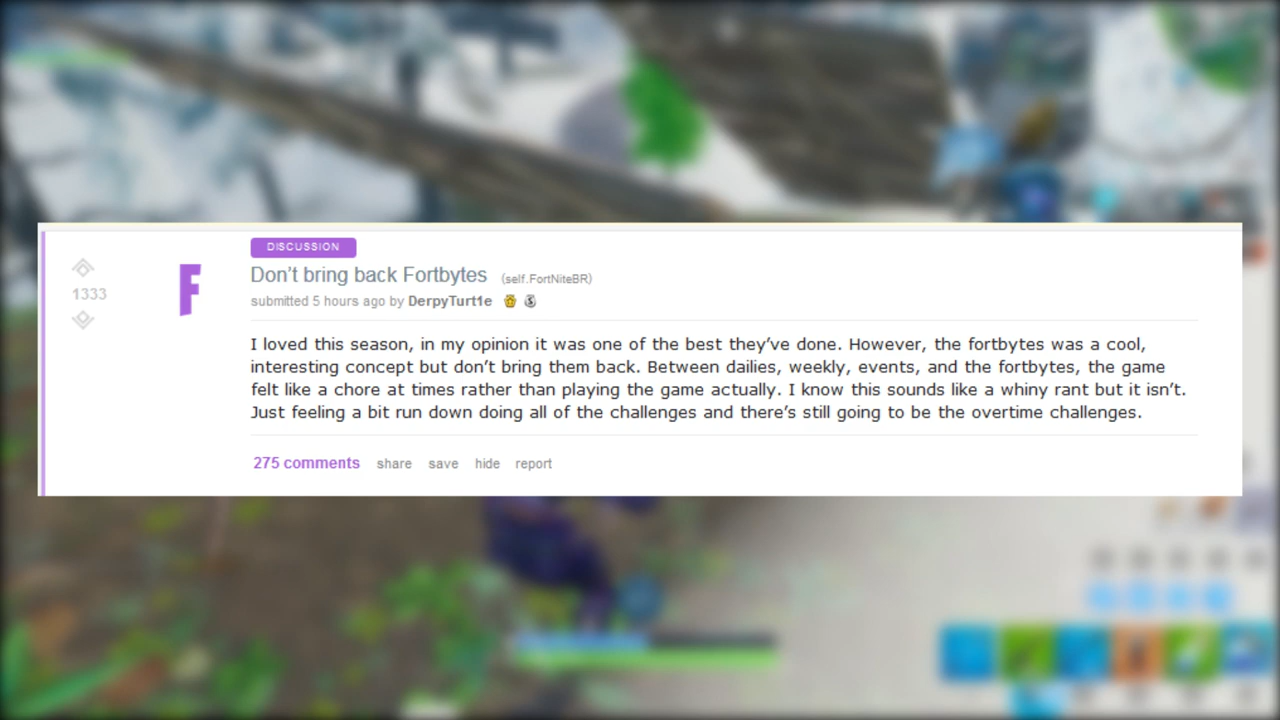 DISCUSSION
Don't bring back Fortbytes (self.FortNiteBR)
1333
submitted 5 hours ago by DerpyTurt1e
I loved this season, in my opinion it was one of the best they've done. However, the fortbytes was a cool,
interesting concept but don't bring them back. Between dailies, weekly, events, and the fortbytes, the game
felt like a chore at times rather than playing the game actually. I know this sounds like a whiny rant but it isn't.
Just feeling a bit run down doing all of the challenges and there's still going to be the overtime challenges.
275 comments share save hide report